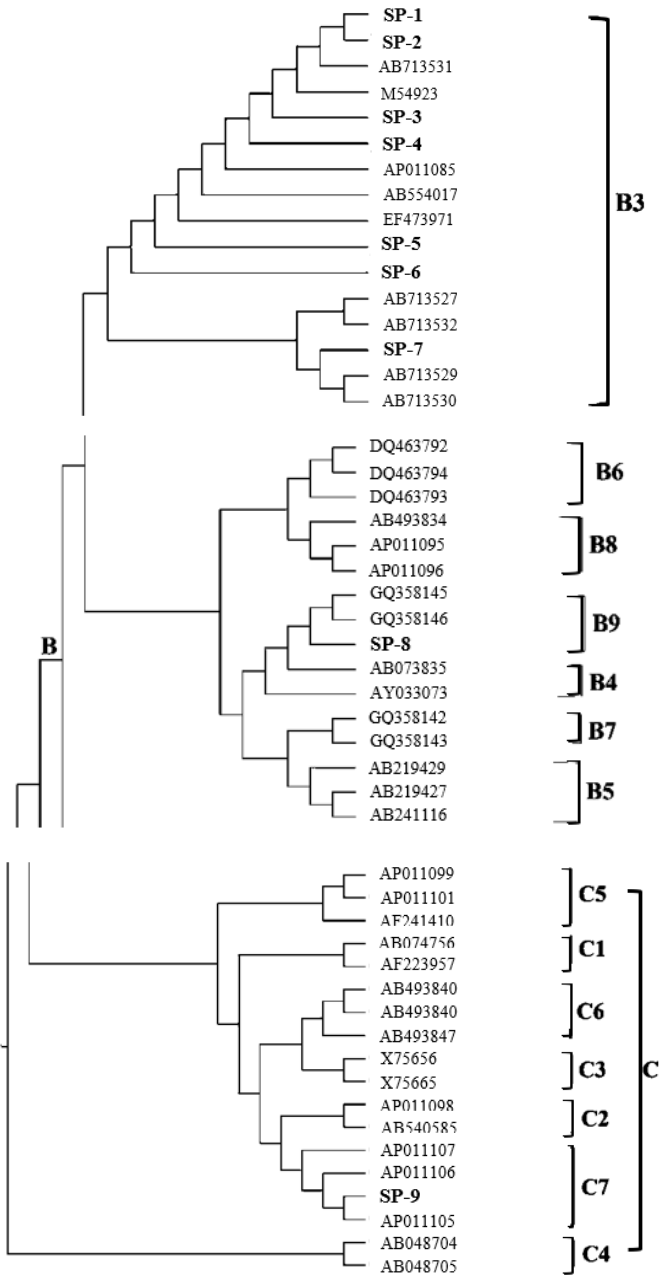 SP-1
SP-2
AB713531
M54923
SP-3
SP-4
AP011085
AB554017
EF473971
SP-5
SP-6
AB713527
AB713532
SP-7
AB713529
AB713530
B3
DQ463792
DQ463794
DQ463793
B6
AB493834
AP011095
AP011096
B8
GQ358145
GQ358146
SP-8
B9
AB073835
AY033073
B4
GQ358142
GQ358143
B7
AB219429
AB219427
AB241116
B5
B
AP011099
AP011101
AF241410
C5
AB074756
AF223957
C1
AB493840
AB493840
AB493847
C6
X75656
X75665
C3
AP011098
AB540585
C2
AP011107
AP011106
SP-9
AP011105
C7
AB048704
AB048705
C4
C